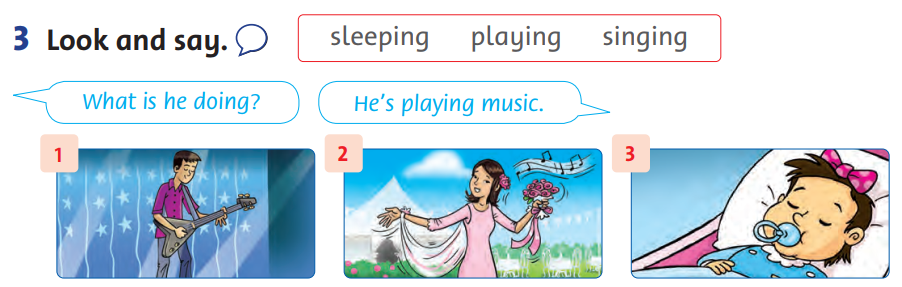 3 Look and say.
sleeping playing singing
What is he doing?
He's playing music.
1
2
3